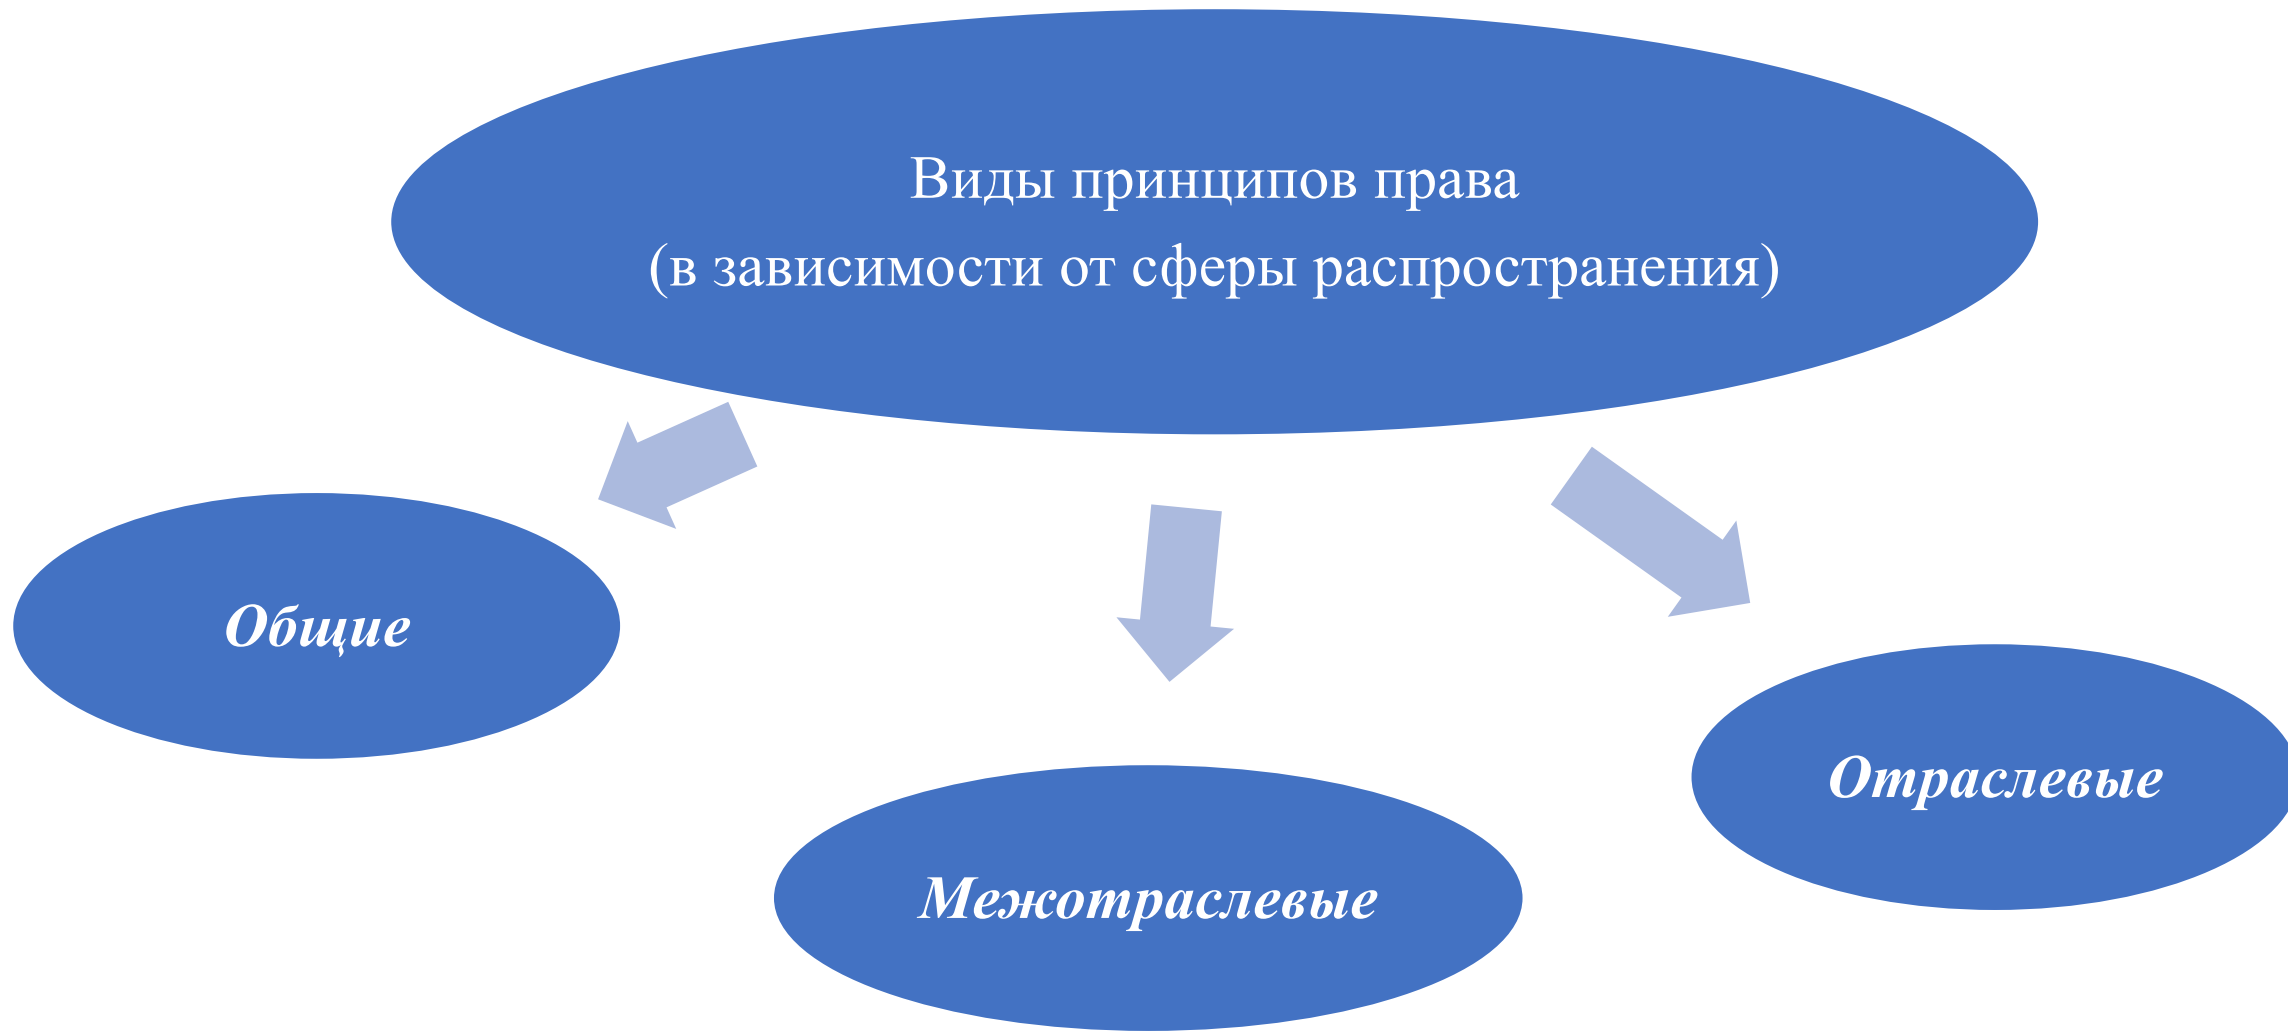 Виды принципов права
(в зависимости от сферы распространения)
Общие
Межотраслевые
Отраслевые